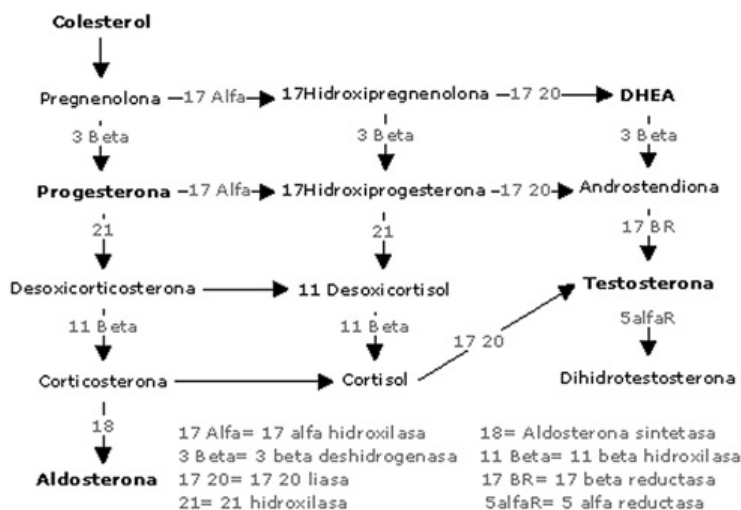 Colesterol
Pregnenolona 17 Alfa 17Hidroxipregnenolona 17 20 DHEA
3 Beta 3 Beta 3 Beta
Progesterona 17 Alfa 17Hidroxiprogesterona 17 20 Androstendiona
21 21 17 BR
Desoxicorticosterona 11 Desoxicortisol Testosterona
11 Beta 11 Beta 17 20 5alfaR
Corticosterona Cortisol Dihidrotestosterona
18
Aldosterona
17 Alfa= 17 alfa hidroxilasa
3 Beta= 3 beta deshidrogenasa
17 20= 17 20 liasa
21= 21 hidroxilasa
18= Aldosterona sintetasa
11 Beta= 11 beta hidroxilasa
17 BR= 17 beta reductasa
5alfaR= 5 alfa reductasa